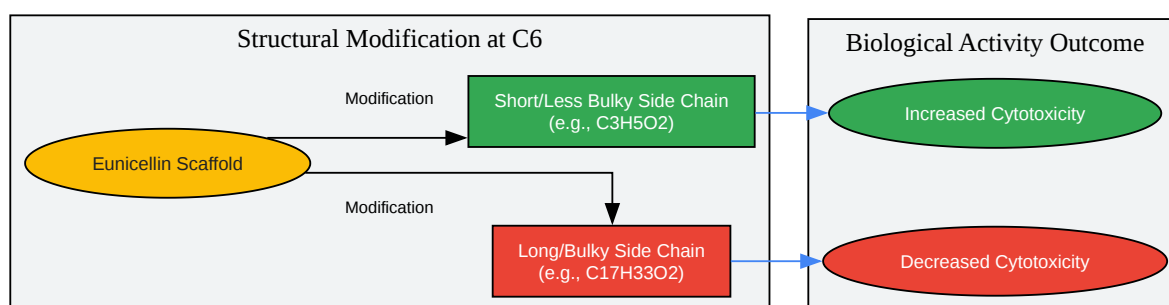 Structural Modification at C6
Biological Activity Outcome
Modification
Short/Less Bulky Side Chain
(e.g., C3H5O2)
Increased Cytotoxicity
Eunicellin Scaffold
Modification
Long/Bulky Side Chain
(e.g., C17H33O2)
Decreased Cytotoxicity